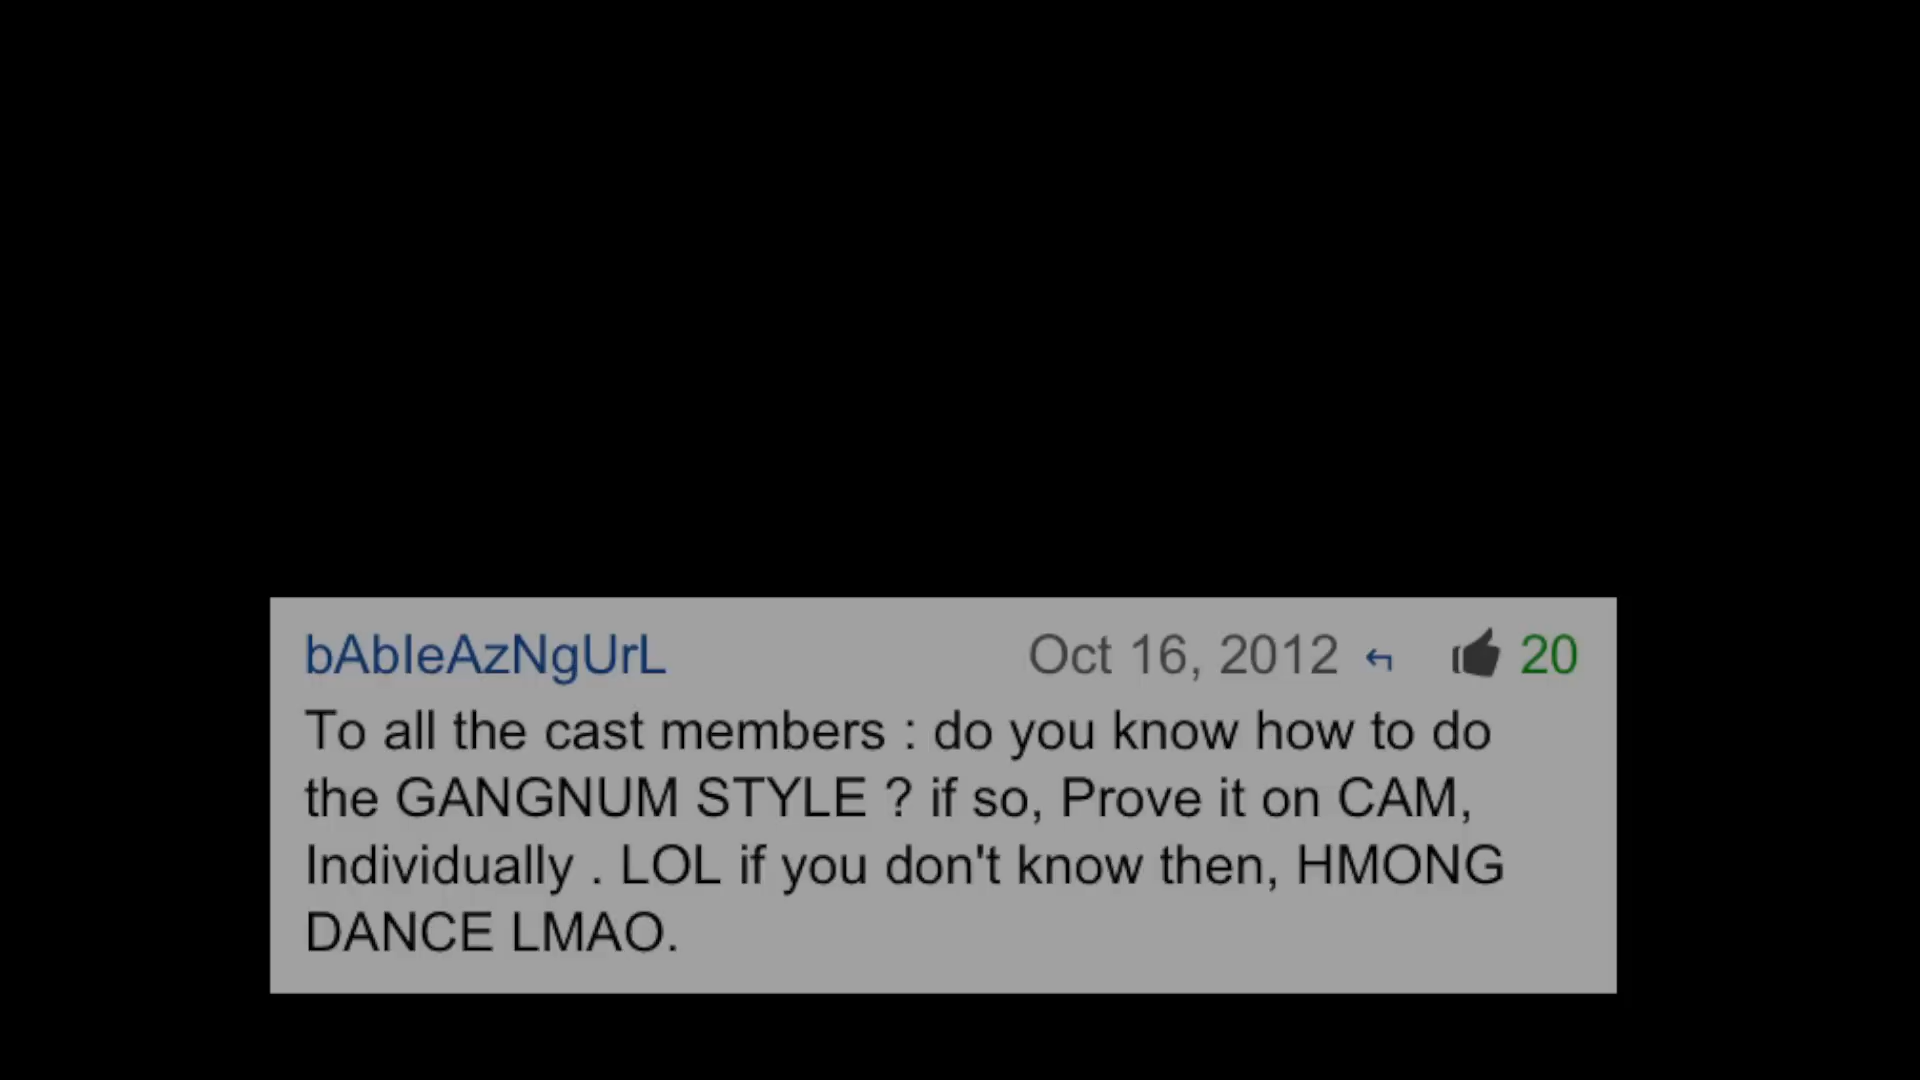 bAbIeAzNgUrL Oct 16, 2012 20
To all the cast members : do you know how to do
the GANGNUM STYLE ? if so, Prove it on CAM,
Individually . LOL if you don't know then, HMONG
DANCE LMAO.